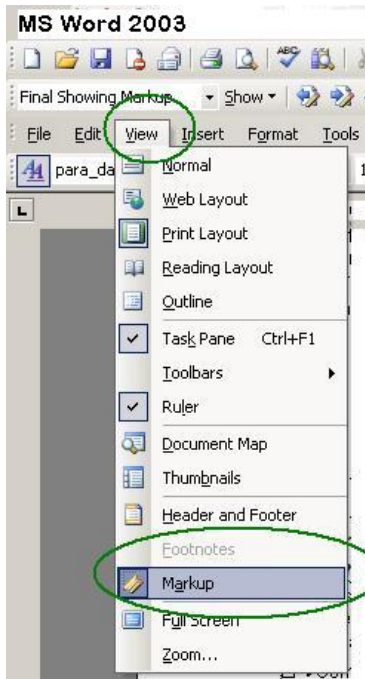 MS Word 2003
Final Showing Markup Show
File Edit View Insert Format Tools
para_da Normal 1
Web Layout
Print Layout
Reading Layout
Outline
Task Pane Ctrl+F1
Toolbars
Ruler
Document Map
Thumbnails
Header and Footer
Footnotes
Markup
Full Screen
Zoom...